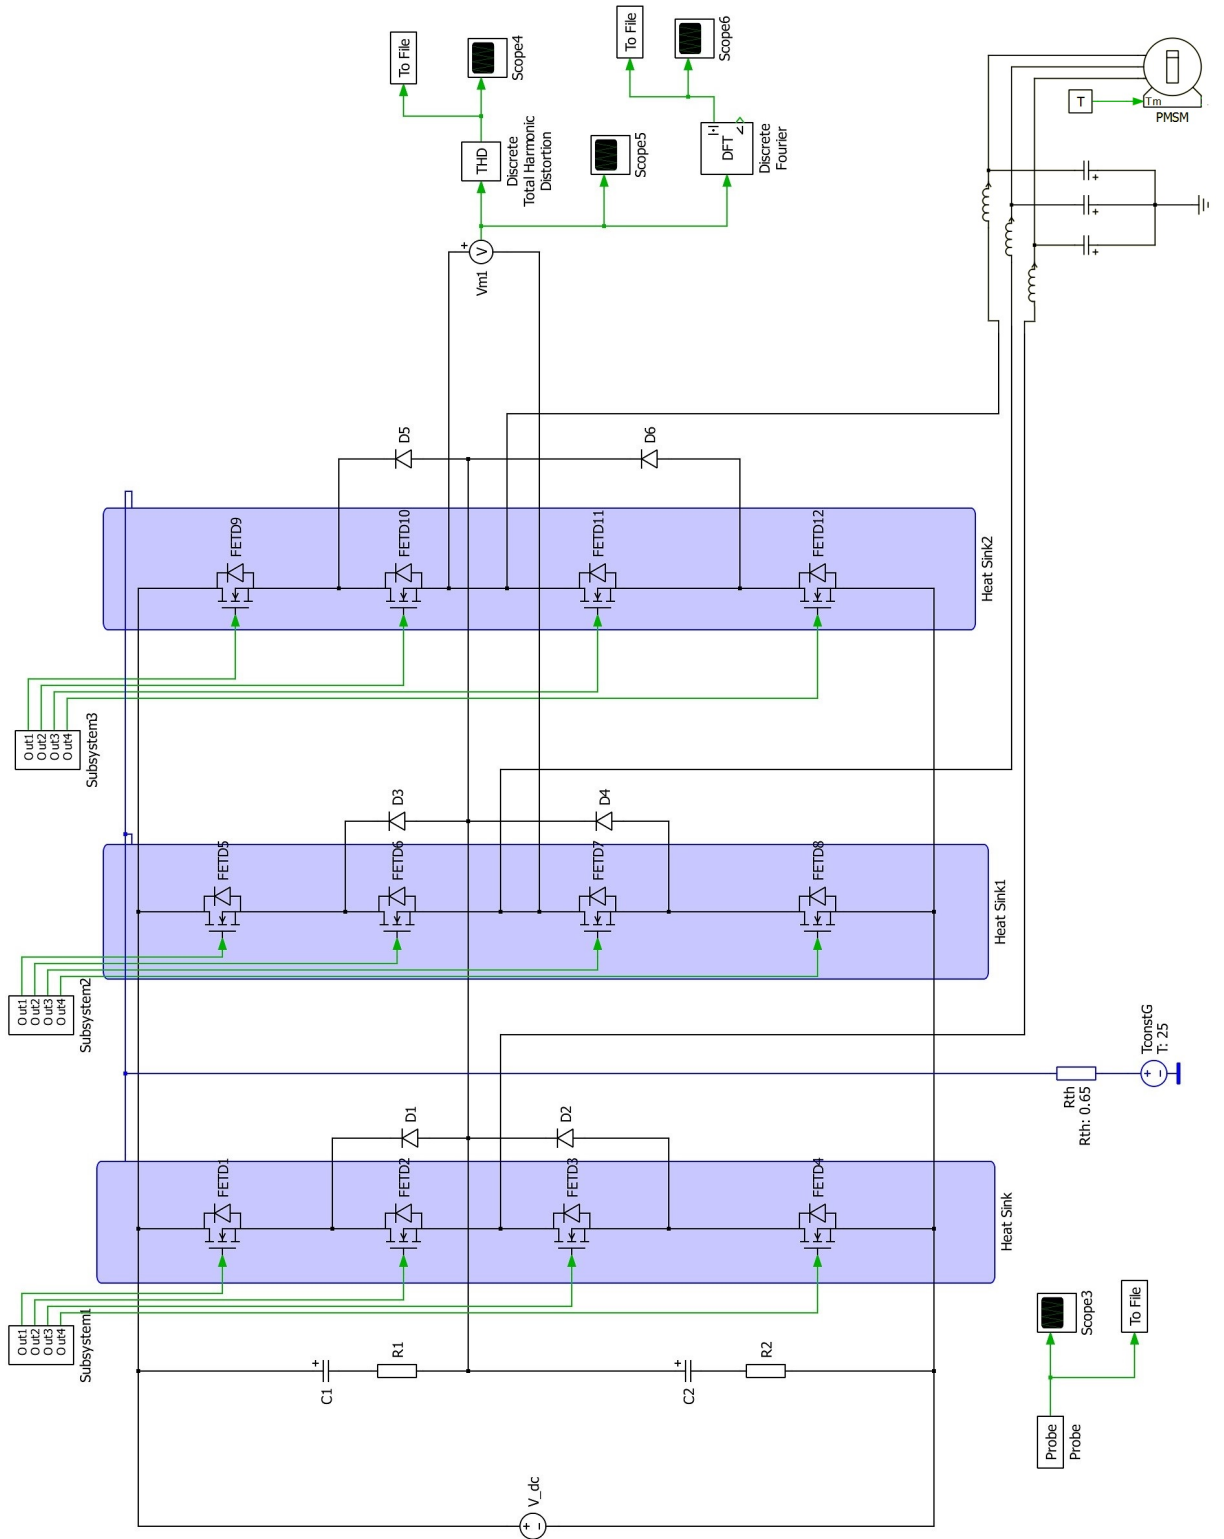 To File
Scope4
THD
Discrete
Total Harmonic
Distortion
To File
Scope6
Scope5
|·|
∠
DFT
Discrete
Fourier
T
Tm
PMSM
+
V
Vm1
+
+
+
D5
D6
FETD9
FETD10
FETD11
FETD12
Heat Sink2
Out1
Out2
Out3
Out4
Subsystem3
D3
D4
FETD5
FETD6
FETD7
FETD8
Heat Sink1
Out1
Out2
Out3
Out4
Subsystem2
Rth
Rth: 0.65
TconstG
T: 25
+
−
D1
D2
FETD1
FETD2
FETD3
FETD4
Heat Sink
Out1
Out2
Out3
Out4
Subsystem1
+
C1
R1
+
C2
R2
Scope3
To File
Probe
Probe
V_dc
+
−